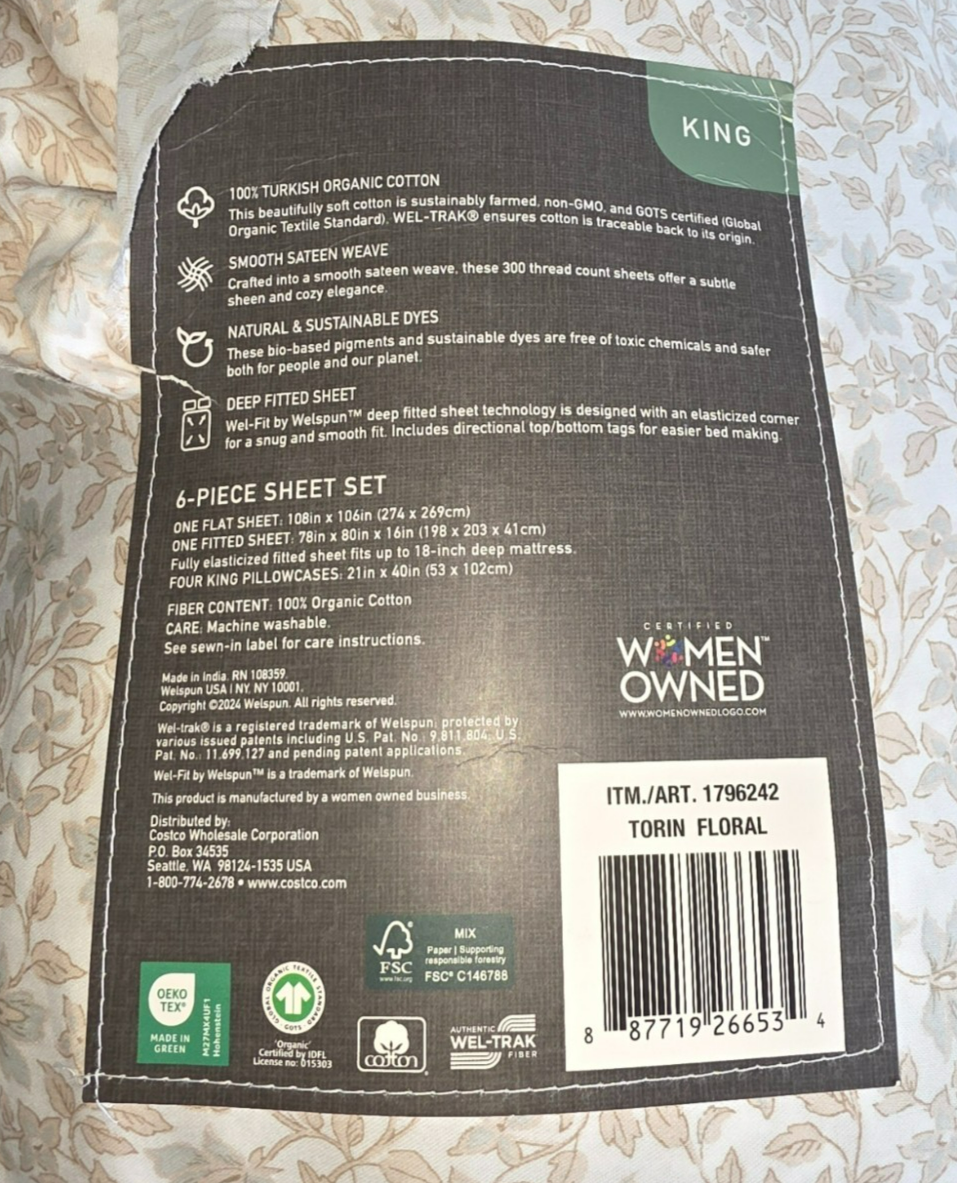 KING
100% TURKISH ORGANIC COTTON
This beautifully soft cotton is sustainably farmed, non-GMO, and GOTS certified (Global
Organic Textile Standard). WEL-TRAK® ensures cotton is traceable back to its origin.
SMOOTH SATEEN WEAVE
Crafted into a smooth sateen weave, these 300 thread count sheets offer a subtle
sheen and cozy elegance.
NATURAL & SUSTAINABLE DYES
These bio-based pigments and sustainable dyes are free of toxic chemicals and safer
both for people and our planet.
DEEP FITTED SHEET
Wel-Fit by Welspun™ deep fitted sheet technology is designed with an elasticized corner
for a snug and smooth fit. Includes directional top/bottom tags for easier bed making.
6-PIECE SHEET SET
ONE FLAT SHEET: 108in x 106in (274 x 269cm)
ONE FITTED SHEET: 78in x 80in x 16in (198 x 203 x 41cm)
Fully elasticized fitted sheet fits up to 18-inch deep mattress.
FOUR KING PILLOWCASES: 21in x 40in (53 x 102cm)
FIBER CONTENT: 100% Organic Cotton
CARE: Machine washable.
See sewn-in label for care instructions.
Made in India. RN 108359.
Welspun USA | NY, NY 10001.
Copyright ©2024 Welspun. All rights reserved.
Wel-trak® is a registered trademark of Welspun; protected by
various issued patents including U.S. Pat. No.: 9,811,804; U.S.
Pat. No.: 11,699,127 and pending patent applications.
Wel-Fit by Welspun™ is a trademark of Welspun.
This product is manufactured by a women owned business.
Distributed by:
Costco Wholesale Corporation
P.O. Box 34535
Seattle, WA 98124-1535 USA
1-800-774-2678 • www.costco.com
CERTIFIED
WOMEN™
OWNED
WWW.WOMENOWNEDLOGO.COM
ITM./ART. 1796242
TORIN FLORAL
8 87719 26653 4
FSC®
www.fsc.org
MIX
Paper | Supporting
responsible forestry
FSC® C146788
OEKO
TEX®
MADE IN
GREEN
M27MX4UF1
Hohenstein
GLOBAL ORGANIC TEXTILE STANDARD
· GOTS ·
'Organic'
Certified by IDFL
License no: 015303
cotton®
AUTHENTIC
WEL-TRAK
FIBER